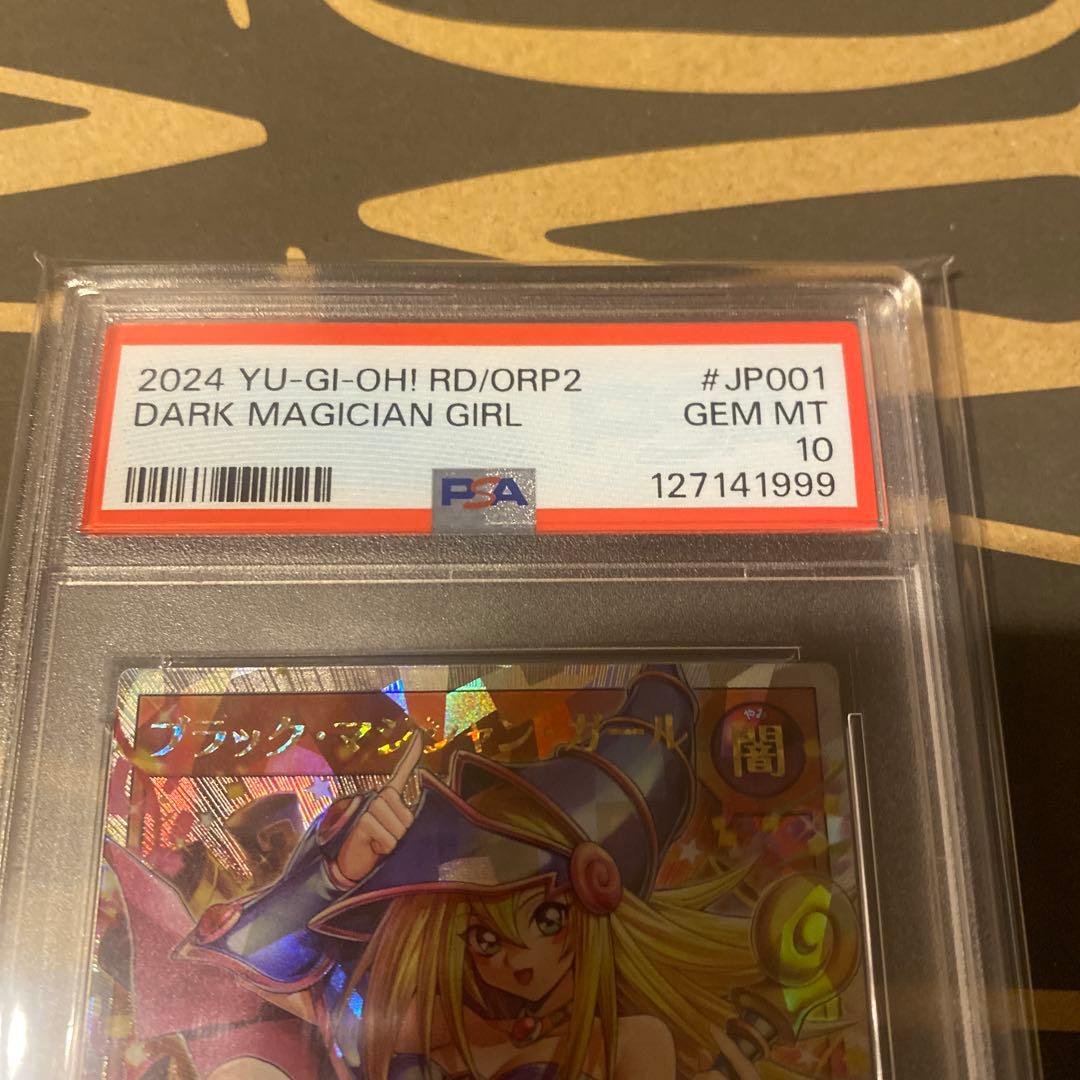 2024 YU-GI-OH! RD/ORP2 #JP001
DARK MAGICIAN GIRL GEM MT
10
PSA 127141999
ブラック・マジシャン・ガール
やみ
闇